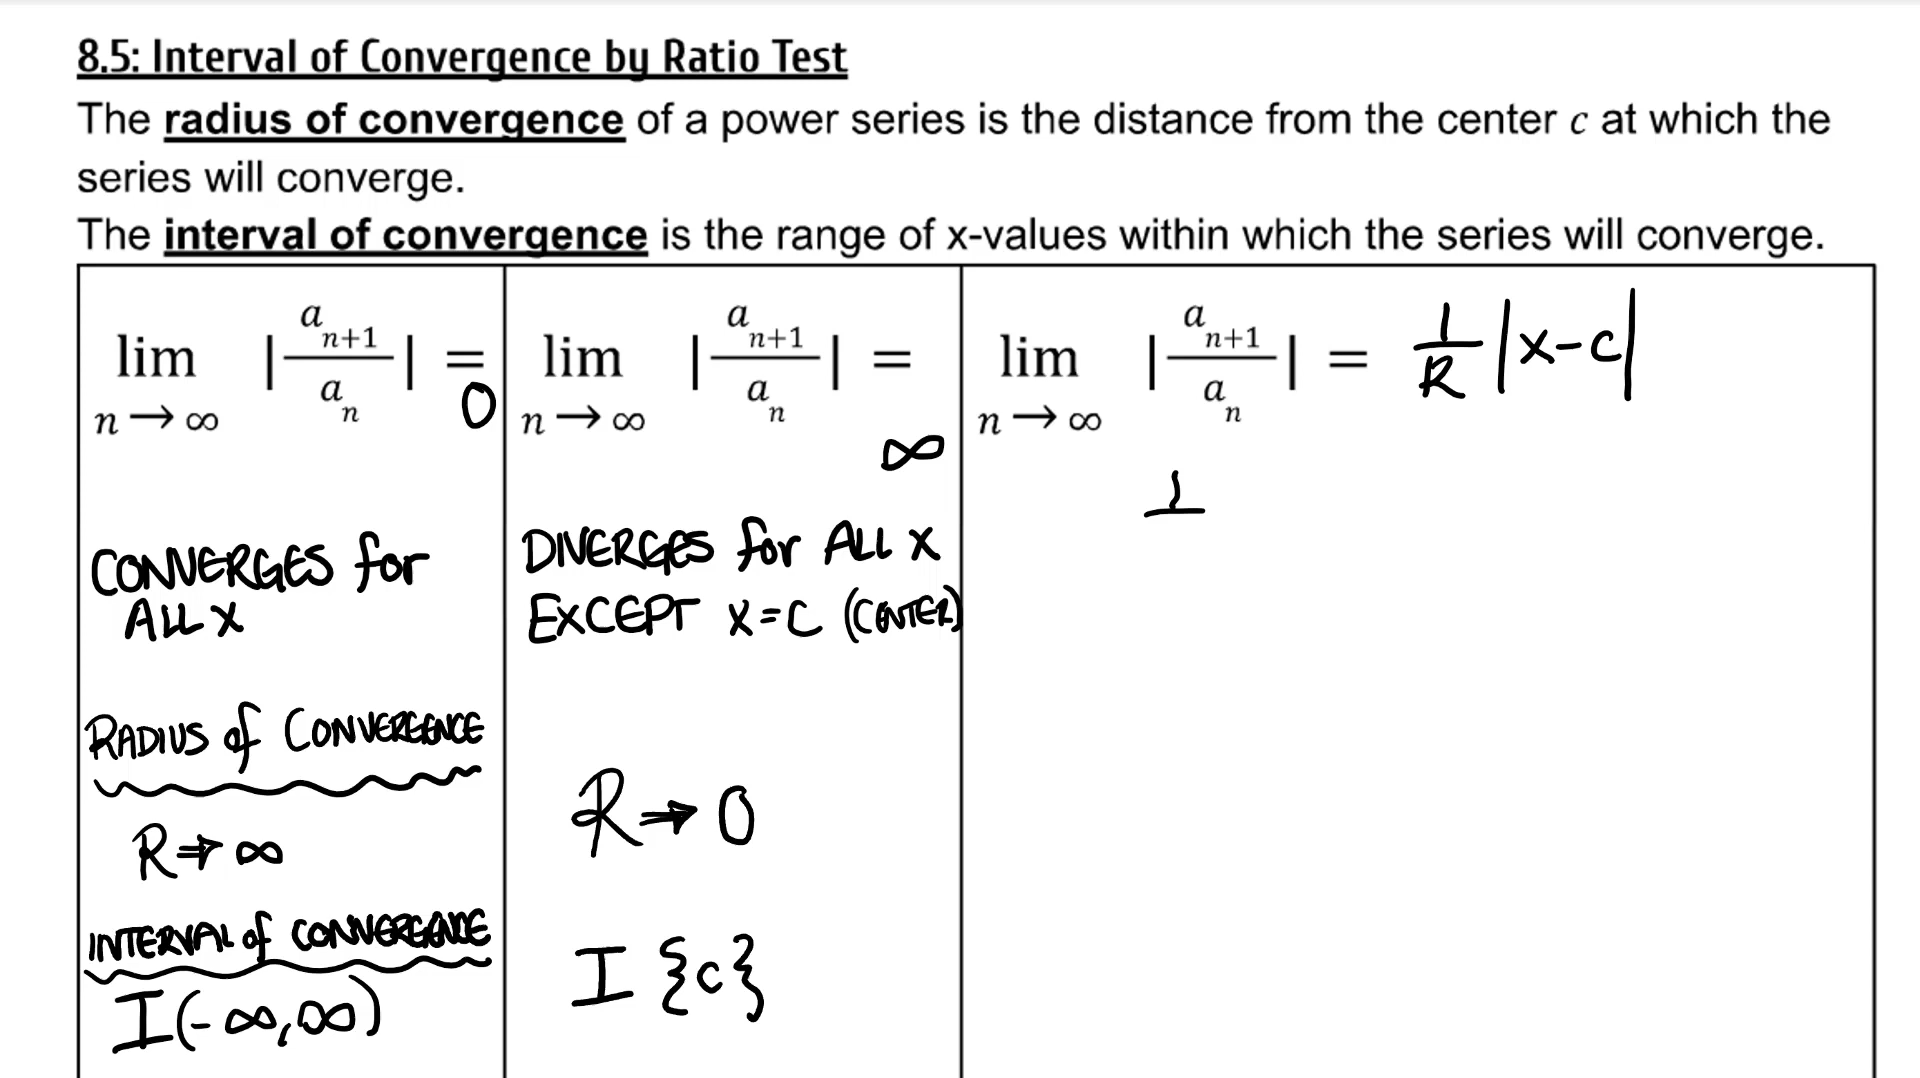 8.5: Interval of Convergence by Ratio Test
The radius of convergence of a power series is the distance from the center c at which the
series will converge.
The interval of convergence is the range of x-values within which the series will converge.
lim n→∞ |a n+1 / a n| = 0
CONVERGES for
ALL X
RADIUS of CONVERGENCE
R→∞
INTERVAL of CONVERGENCE
I(-∞,∞)
lim n→∞ |a n+1 / a n| = ∞
DIVERGES for ALL X
EXCEPT X=C (CENTER)
R→0
I {c}
lim n→∞ |a n+1 / a n| = 1/R |x-c|
1